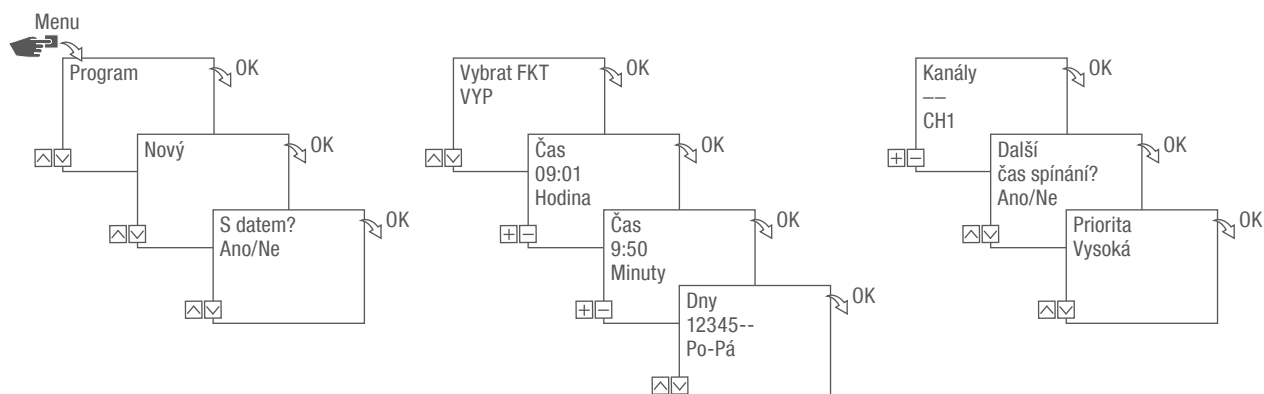 Menu
Program
OK
Nový
OK
S datem?
Ano/Ne
OK
Vybrat FKT
VYP
OK
Čas
09:01
Hodina
OK
Čas
9:50
Minuty
OK
Dny
12345--
Po-Pá
OK
Kanály
––
CH1
OK
Další
čas spínání?
Ano/Ne
OK
Priorita
Vysoká
OK